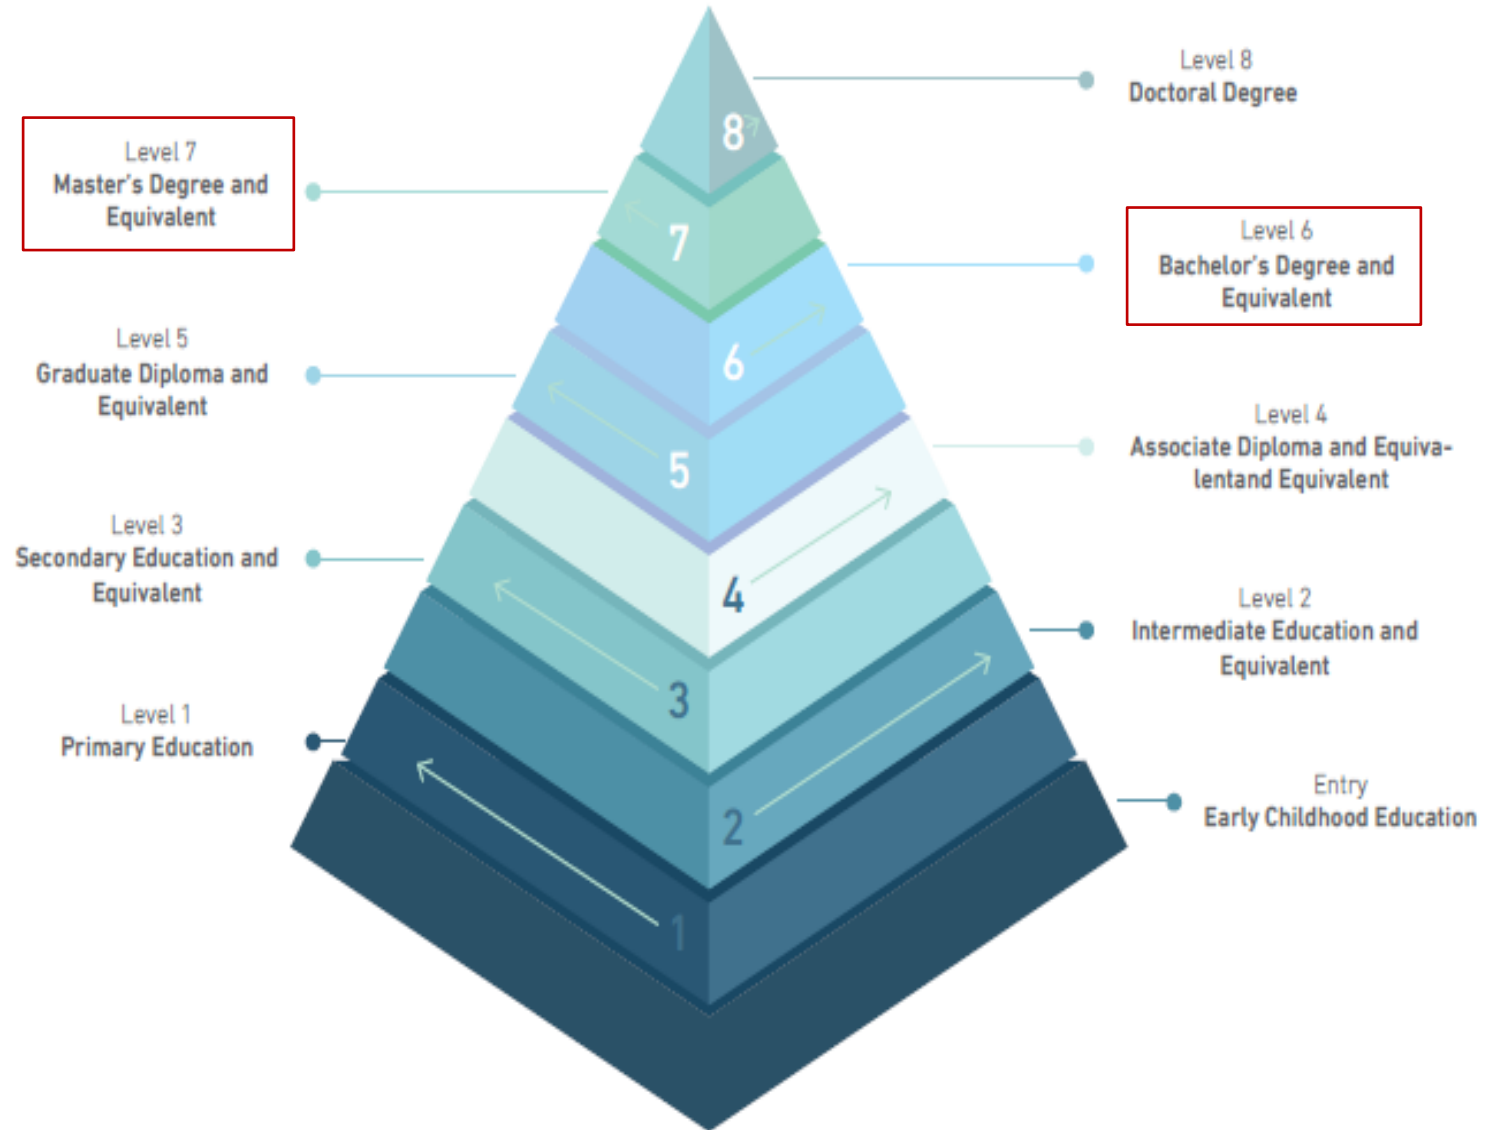 Level 8
Doctoral Degree
8
Level 7
Master's Degree and
Equivalent
7
Level 6
Bachelor's Degree and
Equivalent
6
Level 5
Graduate Diploma and
Equivalent
5
Level 4
Associate Diploma and Equiva-
lentand Equivalent
4
Level 3
Secondary Education and
Equivalent
3
Level 2
Intermediate Education and
Equivalent
2
Level 1
Primary Education
1
Entry
Early Childhood Education